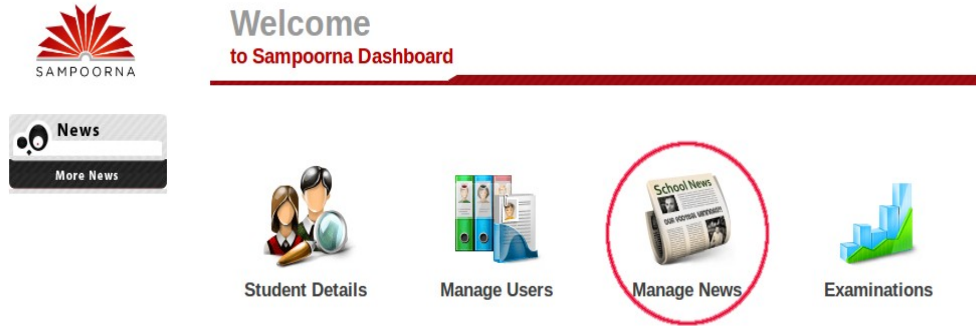 SAMPOORNA
Welcome
to Sampoorna Dashboard
News
More News
School News
Student Details
Manage Users
Manage News
Examinations